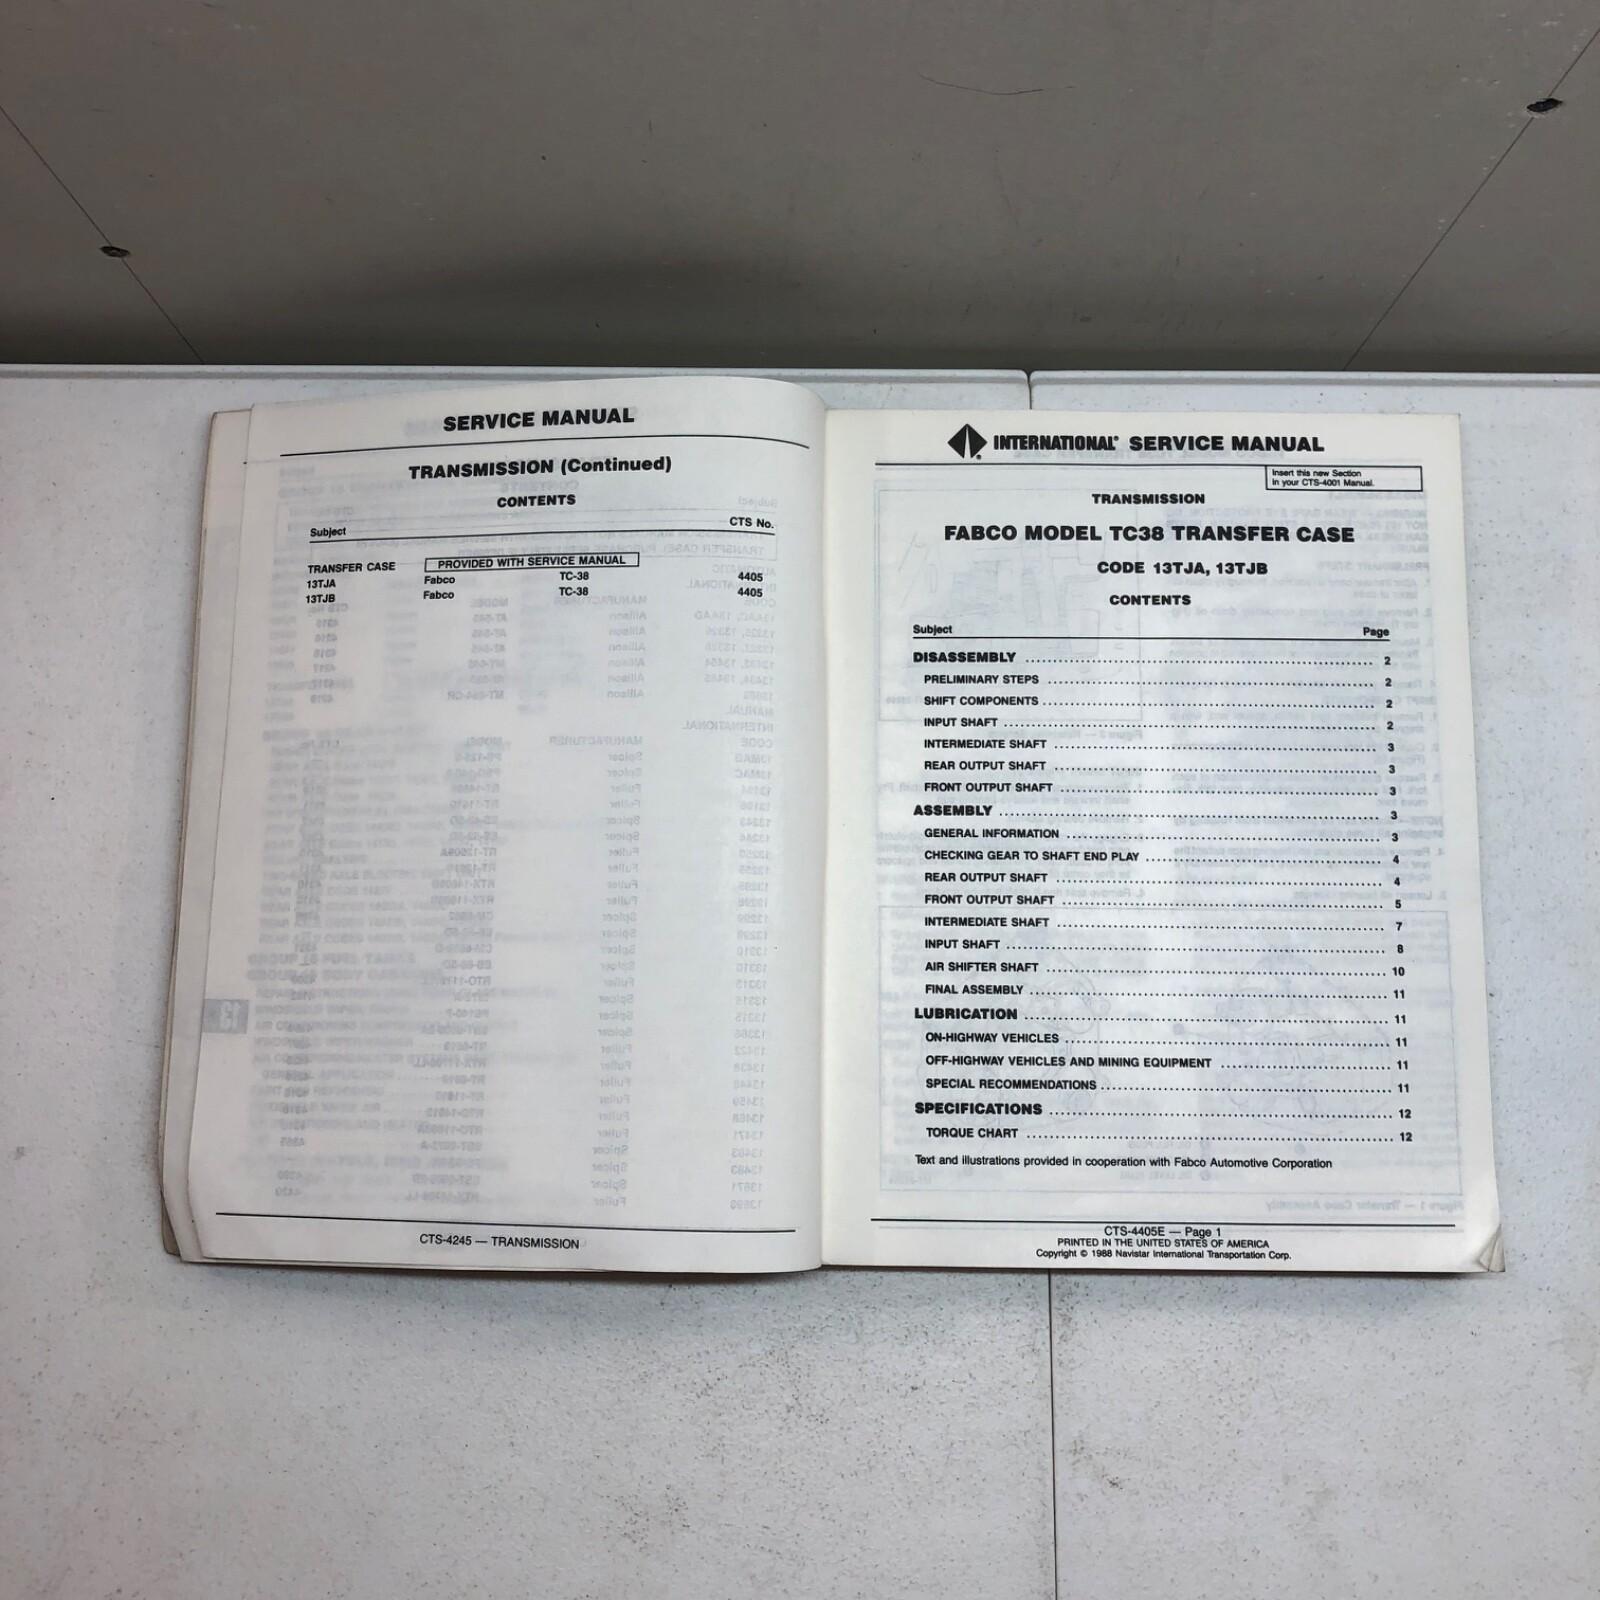 SERVICE MANUAL
TRANSMISSION (Continued)
CONTENTS
Subject CTS No.
TRANSFER CASE PROVIDED WITH SERVICE MANUAL
13TJA Fabco TC-38 4405
13TJB Fabco TC-38 4405
CTS-4245 — TRANSMISSION
INTERNATIONAL® SERVICE MANUAL
Insert this new Section
in your CTS-4001 Manual.
TRANSMISSION
FABCO MODEL TC38 TRANSFER CASE
CODE 13TJA, 13TJB
CONTENTS
Subject Page
DISASSEMBLY 2
PRELIMINARY STEPS 2
SHIFT COMPONENTS 2
INPUT SHAFT 2
INTERMEDIATE SHAFT 3
REAR OUTPUT SHAFT 3
FRONT OUTPUT SHAFT 3
ASSEMBLY 3
GENERAL INFORMATION 3
CHECKING GEAR TO SHAFT END PLAY 4
REAR OUTPUT SHAFT 4
FRONT OUTPUT SHAFT 5
INTERMEDIATE SHAFT 7
INPUT SHAFT 8
AIR SHIFTER SHAFT 10
FINAL ASSEMBLY 11
LUBRICATION 11
ON-HIGHWAY VEHICLES 11
OFF-HIGHWAY VEHICLES AND MINING EQUIPMENT 11
SPECIAL RECOMMENDATIONS 11
SPECIFICATIONS 12
TORQUE CHART 12
Text and illustrations provided in cooperation with Fabco Automotive Corporation
CTS-4405E — Page 1
PRINTED IN THE UNITED STATES OF AMERICA
Copyright © 1988 Navistar International Transportation Corp.